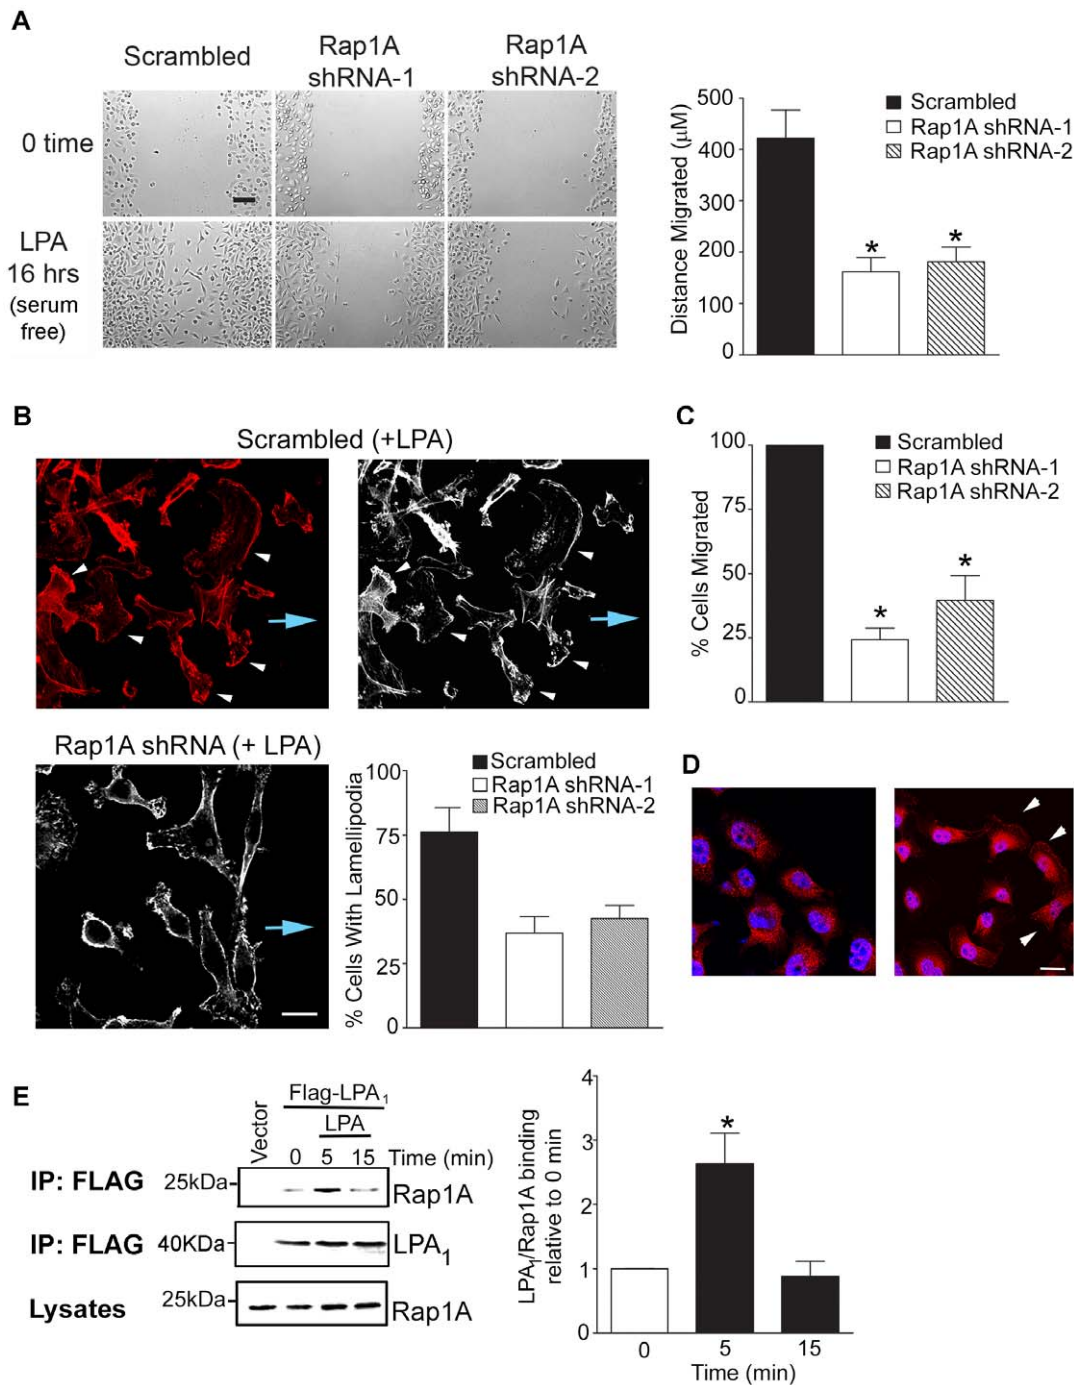 A
Scrambled
Rap1A
shRNA-1
Rap1A
shRNA-2
0 time
LPA
16 hrs
(serum
free)
Distance Migrated (µM)
500
400
300
200
100
0
Scrambled
Rap1A shRNA-1
Rap1A shRNA-2
*
*
B
Scrambled (+LPA)
Rap1A shRNA (+ LPA)
% Cells With Lamellipodia
100
75
50
25
0
Scrambled
Rap1A shRNA-1
Rap1A shRNA-2
C
% Cells Migrated
100
75
50
25
0
Scrambled
Rap1A shRNA-1
Rap1A shRNA-2
*
*
D
E
Vector
Flag-LPA1
LPA
0 5 15 Time (min)
IP: FLAG 25kDa Rap1A
IP: FLAG 40KDa LPA1
Lysates 25kDa Rap1A
LPA1/Rap1A binding
relative to 0 min
4
3
2
1
0
*
0 5 15
Time (min)